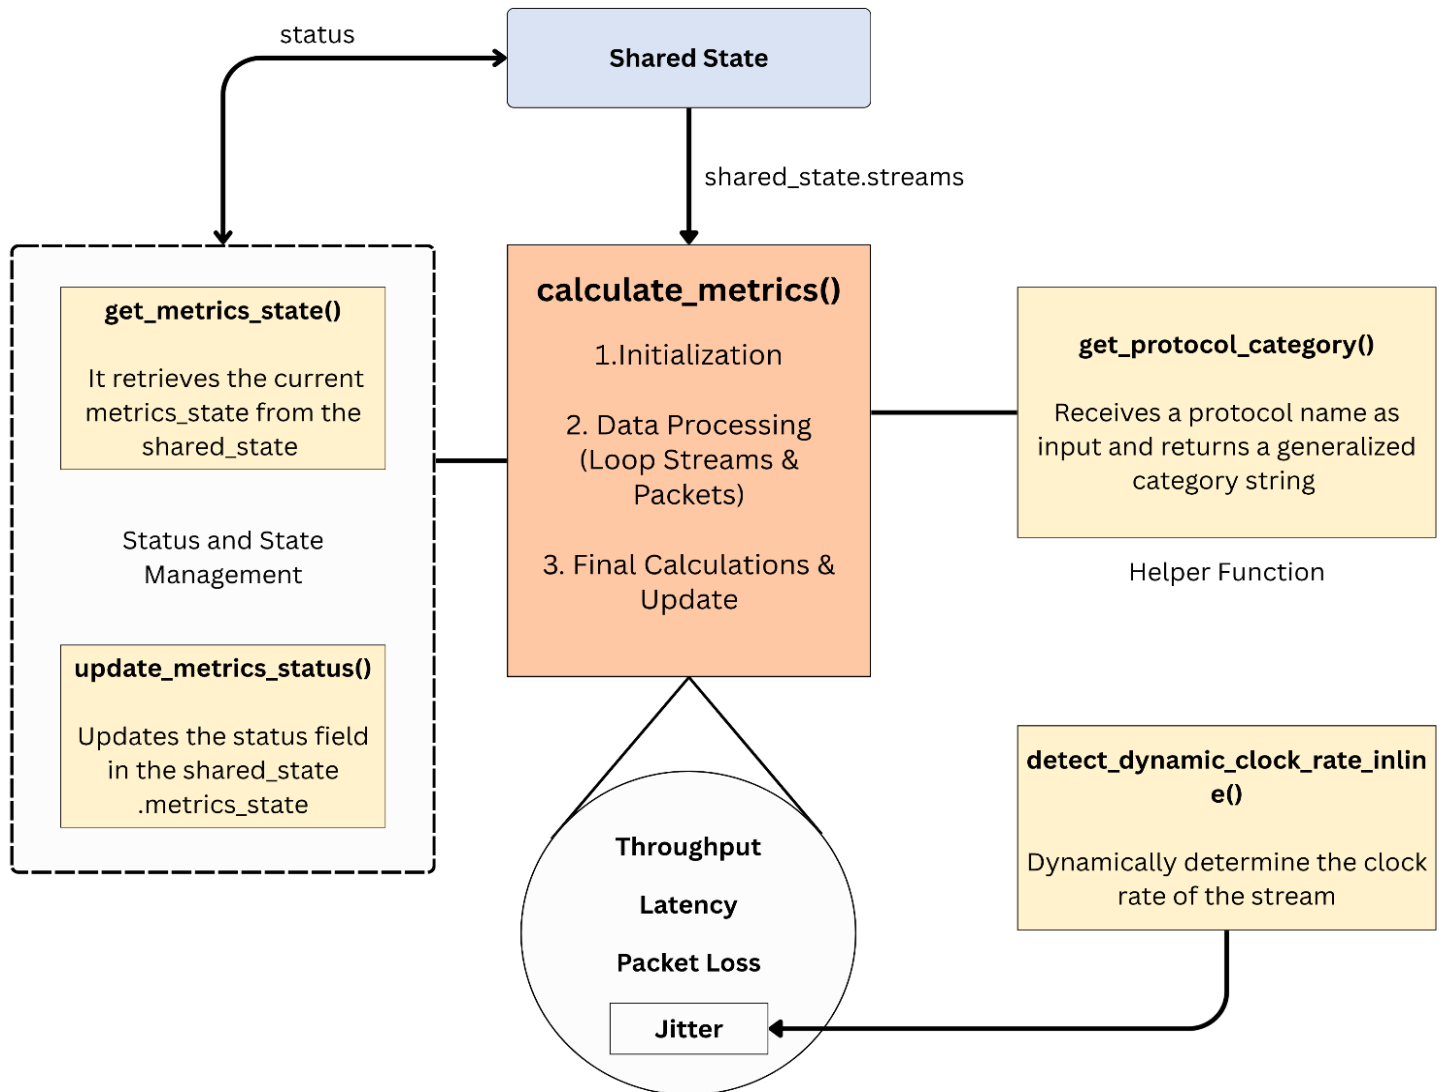 status
Shared State
shared_state.streams
get_metrics_state()
It retrieves the current
metrics_state from the
shared_state
Status and State
Management
update_metrics_status()
Updates the status field
in the shared_state
.metrics_state
calculate_metrics()
1.Initialization
2. Data Processing
(Loop Streams &
Packets)
3. Final Calculations &
Update
get_protocol_category()
Receives a protocol name as
input and returns a generalized
category string
Helper Function
detect_dynamic_clock_rate_inlin
e()
Dynamically determine the clock
rate of the stream
Throughput
Latency
Packet Loss
Jitter